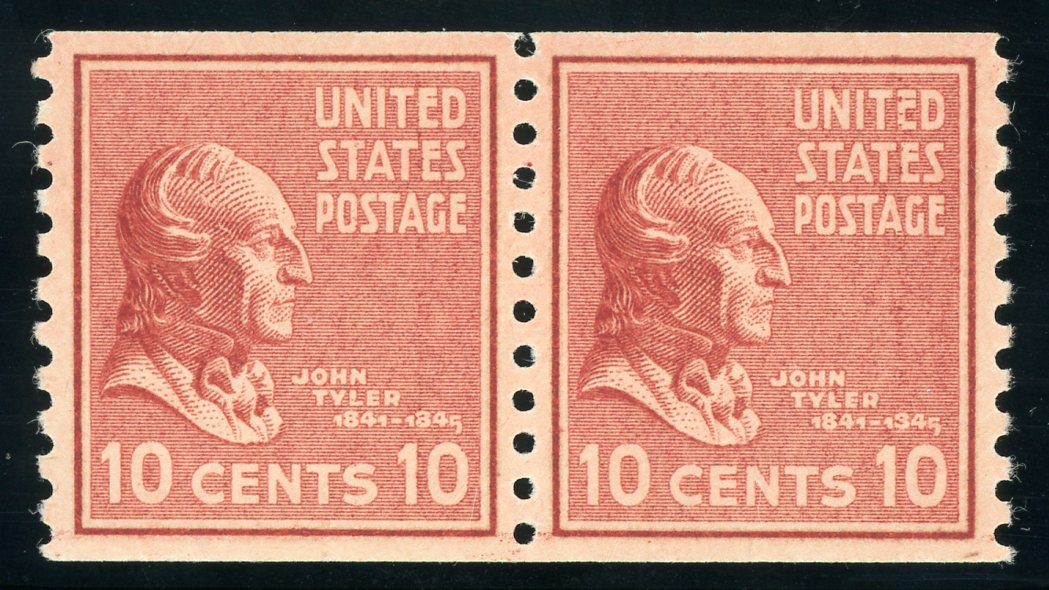 UNITED
STATES
POSTAGE
JOHN
TYLER
1841-1845
10 CENTS 10
UNITED
STATES
POSTAGE
JOHN
TYLER
1841-1845
10 CENTS 10